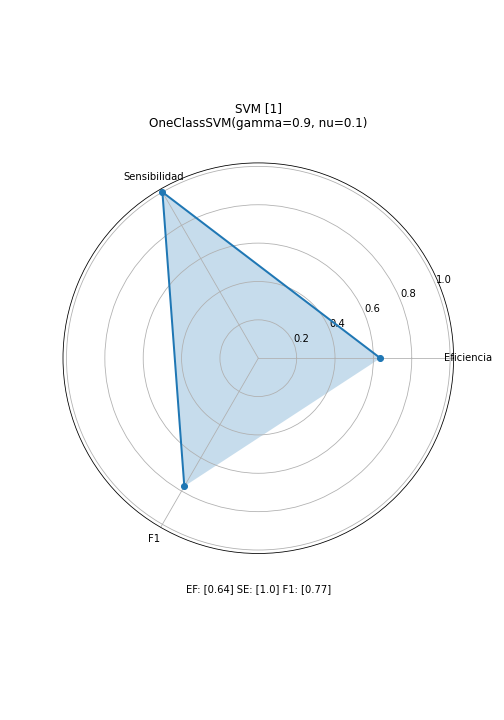 SVM [1]
OneClassSVM(gamma=0.9, nu=0.1)
Sensibilidad
1.0
0.8
0.6
0.4
0.2
Eficiencia
F1
EF: [0.64] SE: [1.0] F1: [0.77]